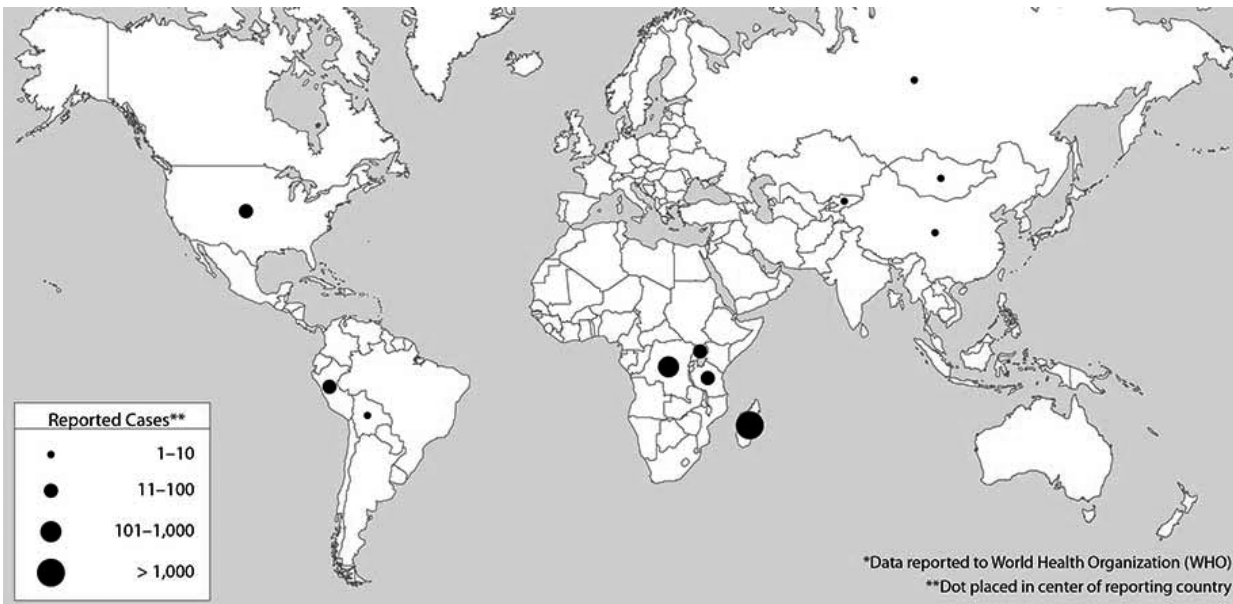 Reported Cases**
1–10
11–100
101–1,000
> 1,000
*Data reported to World Health Organization (WHO)
**Dot placed in center of reporting country